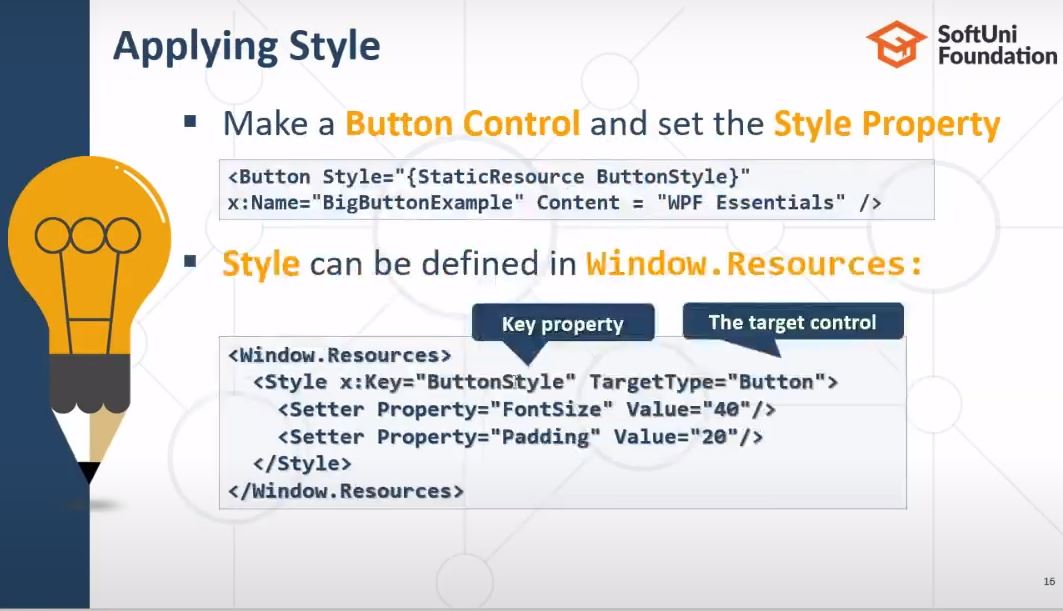 Applying Style
SoftUni
Foundation
▪ Make a Button Control and set the Style Property
<Button Style="{StaticResource ButtonStyle}"
x:Name="BigButtonExample" Content = "WPF Essentials" />
▪ Style can be defined in Window.Resources:
Key property
The target control
<Window.Resources>
<Style x:Key="ButtonStyle" TargetType="Button">
<Setter Property="FontSize" Value="40"/>
<Setter Property="Padding" Value="20"/>
</Style>
</Window.Resources>
16